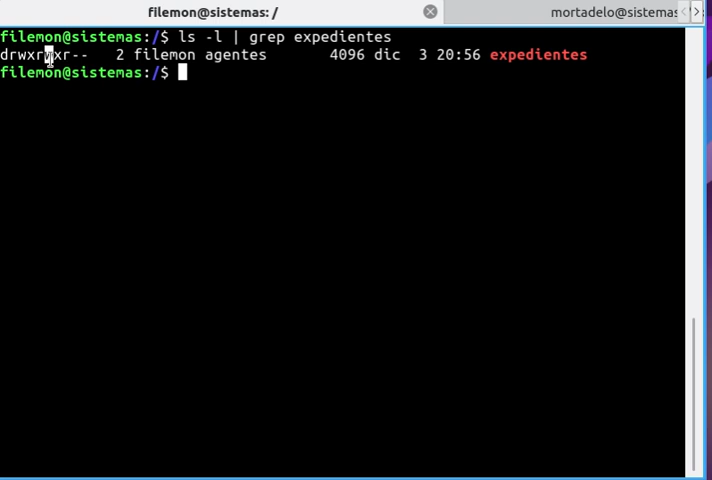 filemon@sistemas: /
mortadelo@sistemas
filemon@sistemas:/$ ls -l | grep expedientes
drwxrwxr-- 2 filemon agentes 4096 dic 3 20:56 expedientes
filemon@sistemas:/$